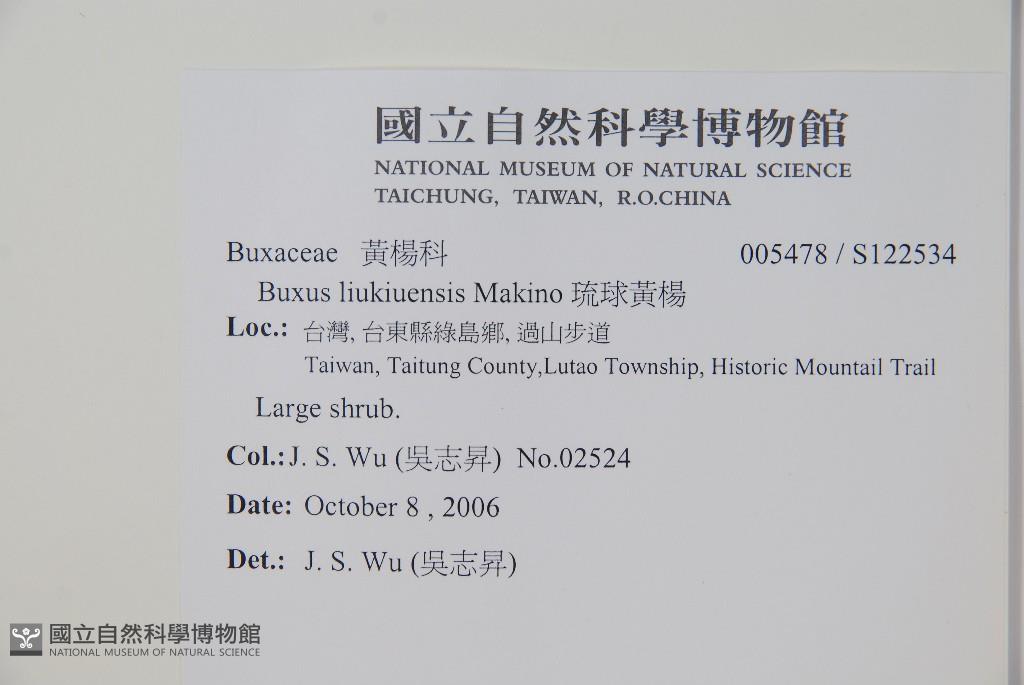 國立自然科學博物館
NATIONAL MUSEUM OF NATURAL SCIENCE
TAICHUNG, TAIWAN, R.O.CHINA
Buxaceae 黃楊科 005478 / S122534
Buxus liukiuensis Makino 琉球黃楊
Loc.: 台灣, 台東縣綠島鄉, 過山步道
Taiwan, Taitung County,Lutao Township, Historic Mountail Trail
Large shrub.
Col.: J. S. Wu (吳志昇) No.02524
Date: October 8 , 2006
Det.: J. S. Wu (吳志昇)
國立自然科學博物館
NATIONAL MUSEUM OF NATURAL SCIENCE